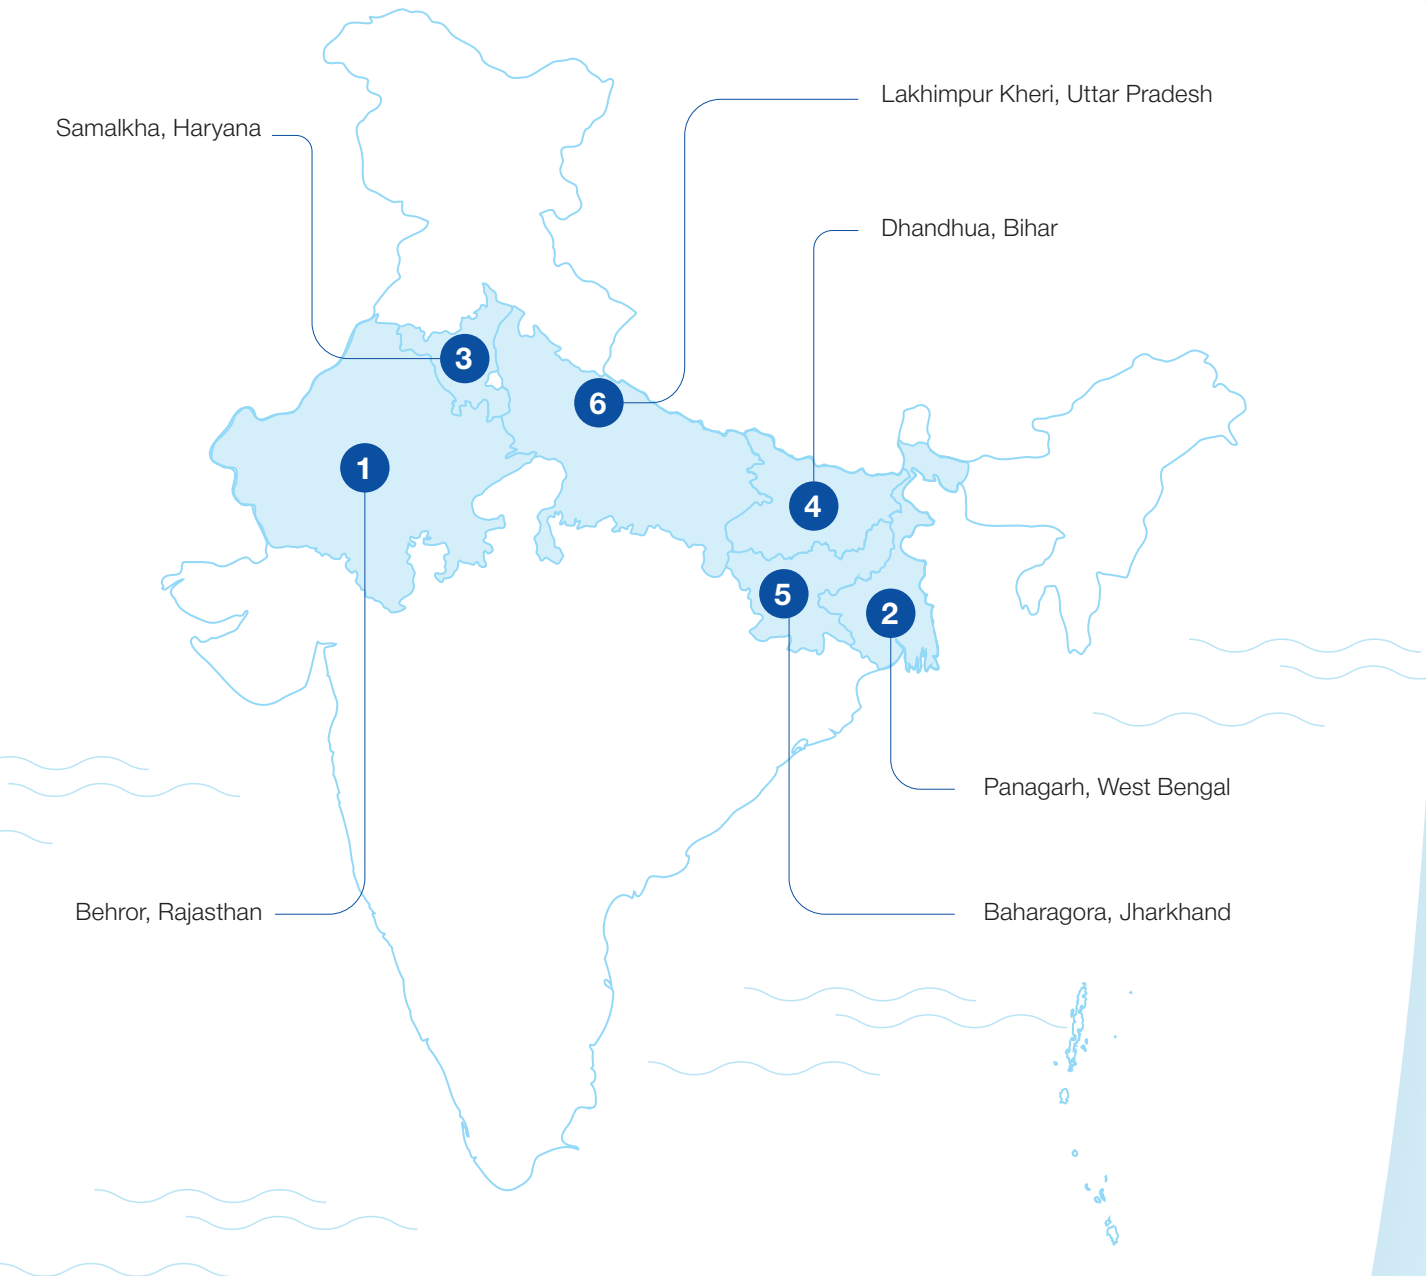 Lakhimpur Kheri, Uttar Pradesh
Samalkha, Haryana
Dhandhua, Bihar
3
6
1
4
5
2
Panagarh, West Bengal
Behror, Rajasthan
Baharagora, Jharkhand